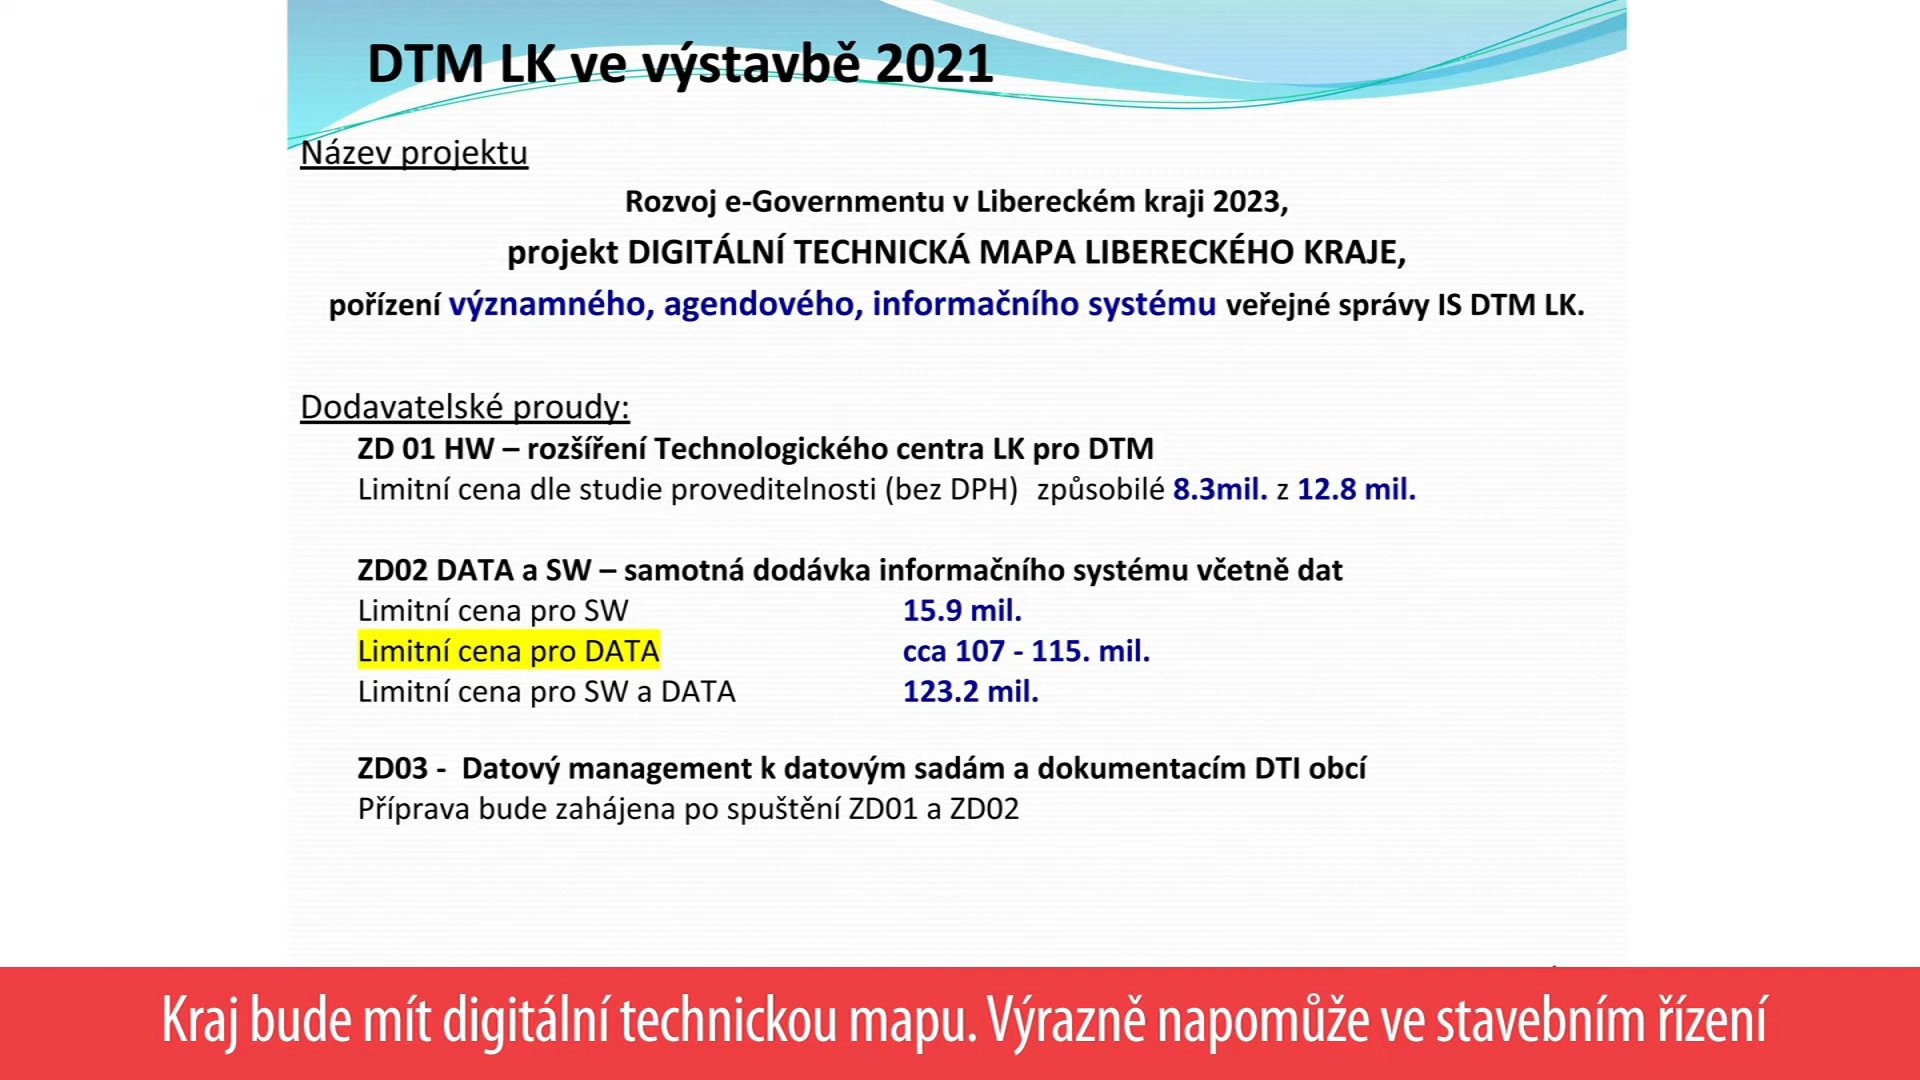 DTM LK ve výstavbě 2021
Název projektu
Rozvoj e-Governmentu v Libereckém kraji 2023,
projekt DIGITÁLNÍ TECHNICKÁ MAPA LIBERECKÉHO KRAJE,
pořízení významného, agendového, informačního systému veřejné správy IS DTM LK.
Dodavatelské proudy:
ZD 01 HW – rozšíření Technologického centra LK pro DTM
Limitní cena dle studie proveditelnosti (bez DPH) způsobilé 8.3mil. z 12.8 mil.
ZD02 DATA a SW – samotná dodávka informačního systému včetně dat
Limitní cena pro SW 15.9 mil.
Limitní cena pro DATA cca 107 - 115. mil.
Limitní cena pro SW a DATA 123.2 mil.
ZD03 - Datový management k datovým sadám a dokumentacím DTI obcí
Příprava bude zahájena po spuštění ZD01 a ZD02
Kraj bude mít digitální technickou mapu. Výrazně napomůže ve stavebním řízení